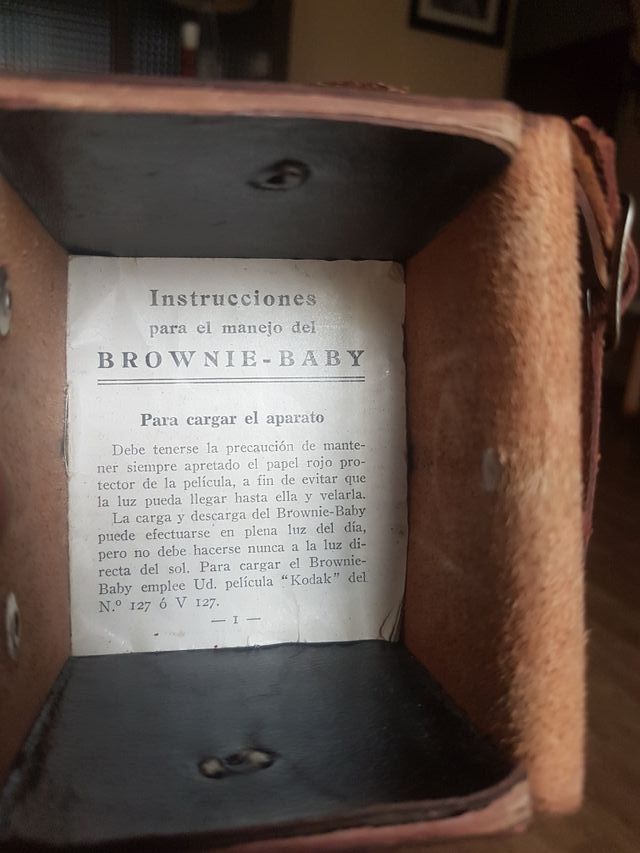 Instrucciones
para el manejo del
BROWNIE-BABY
Para cargar el aparato
Debe tenerse la precaución de mante-
ner siempre apretado el papel rojo pro-
tector de la película, a fin de evitar que
la luz pueda llegar hasta ella y velarla.
La carga y descarga del Brownie-Baby
puede efectuarse en plena luz del día,
pero no debe hacerse nunca a la luz di-
recta del sol. Para cargar el Brownie-
Baby emplee Ud. película "Kodak" del
N.º 127 ó V 127.
— 1 —